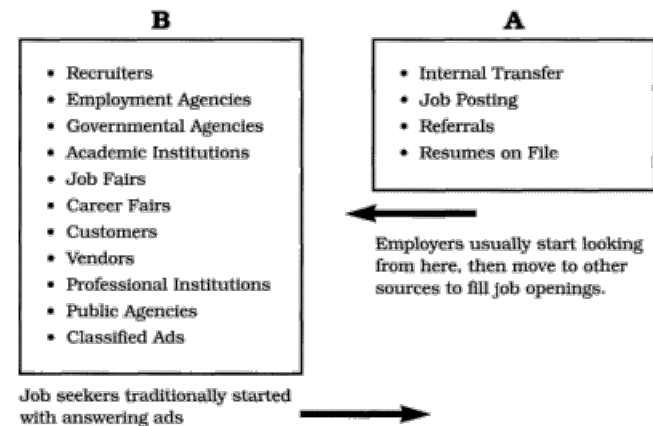 B
• Recruiters
• Employment Agencies
• Governmental Agencies
• Academic Institutions
• Job Fairs
• Career Fairs
• Customers
• Vendors
• Professional Institutions
• Public Agencies
• Classified Ads
Job seekers traditionally started
with answering ads
A
• Internal Transfer
• Job Posting
• Referrals
• Resumes on File
Employers usually start looking
from here, then move to other
sources to fill job openings.